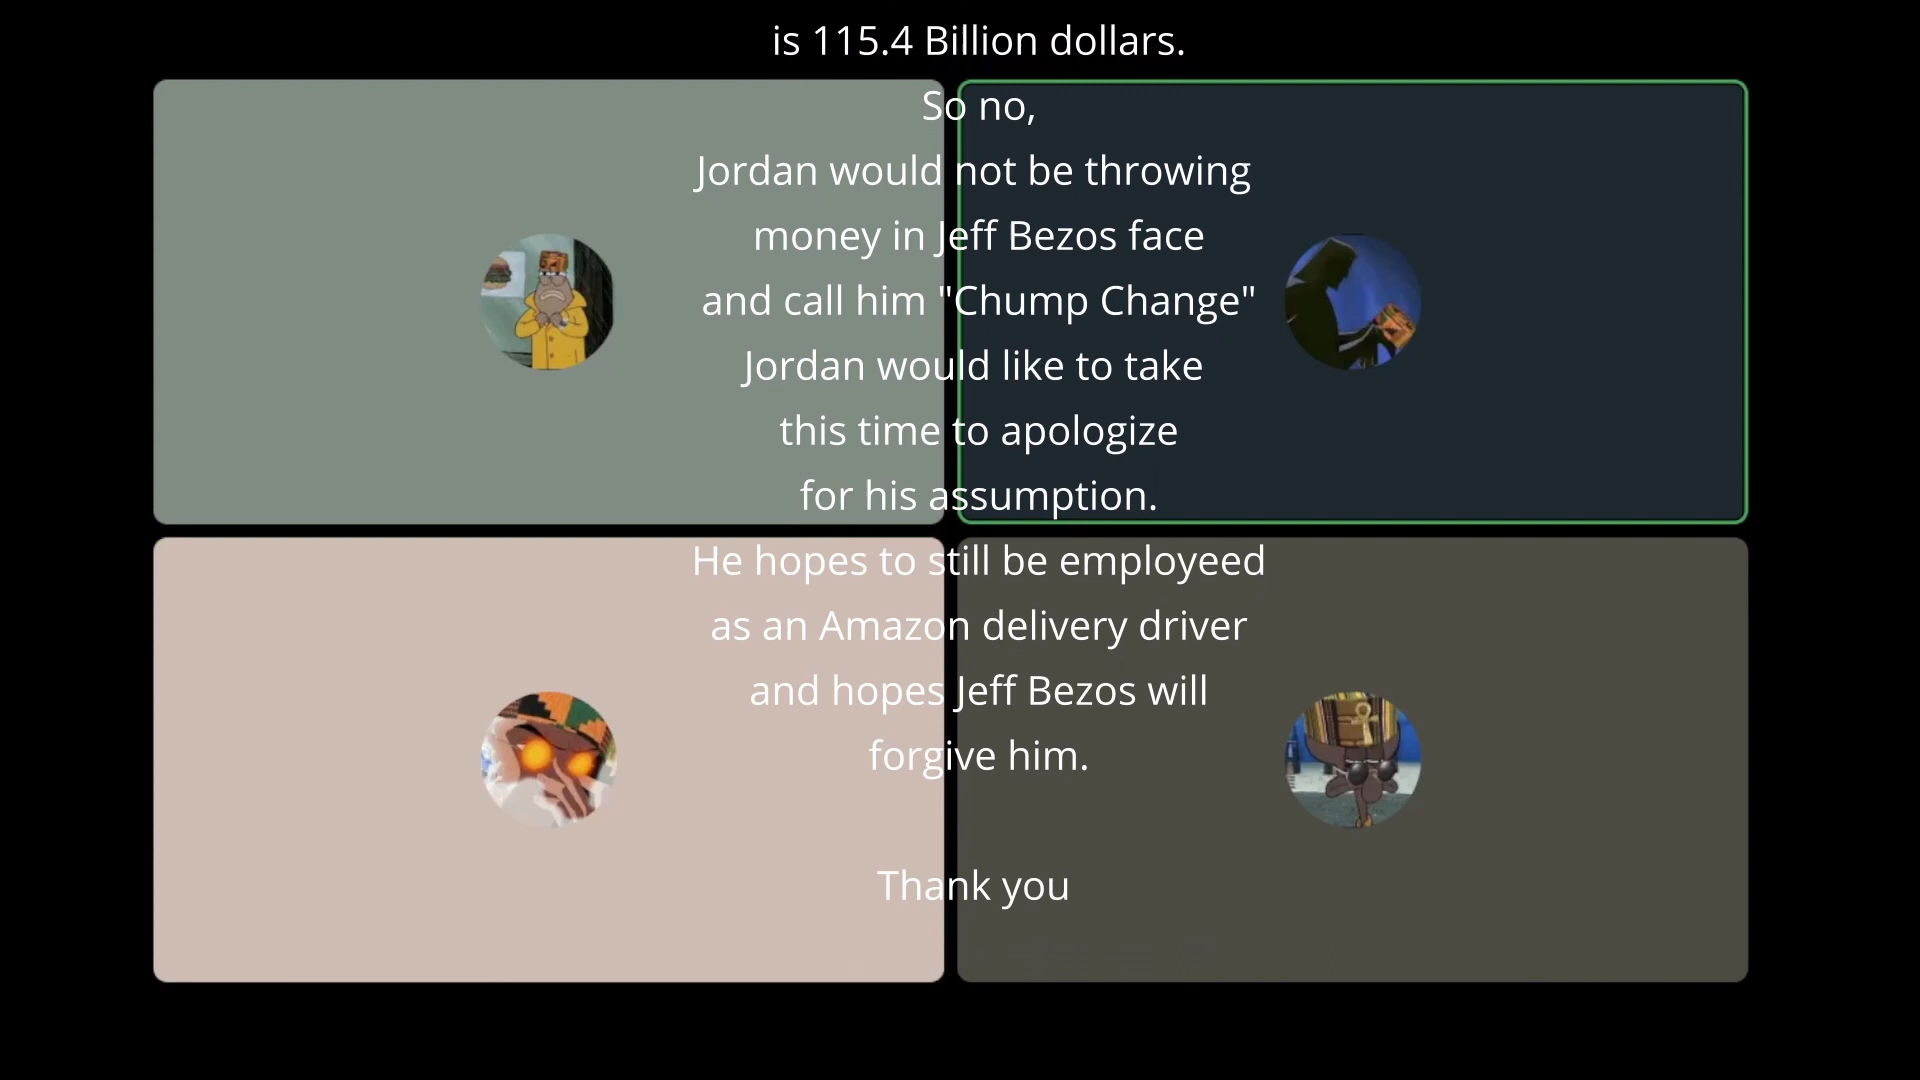 is 115.4 Billion dollars.
So no,
Jordan would not be throwing
money in Jeff Bezos face
and call him "Chump Change"
Jordan would like to take
this time to apologize
for his assumption.
He hopes to still be employeed
as an Amazon delivery driver
and hopes Jeff Bezos will
forgive him.
Thank you